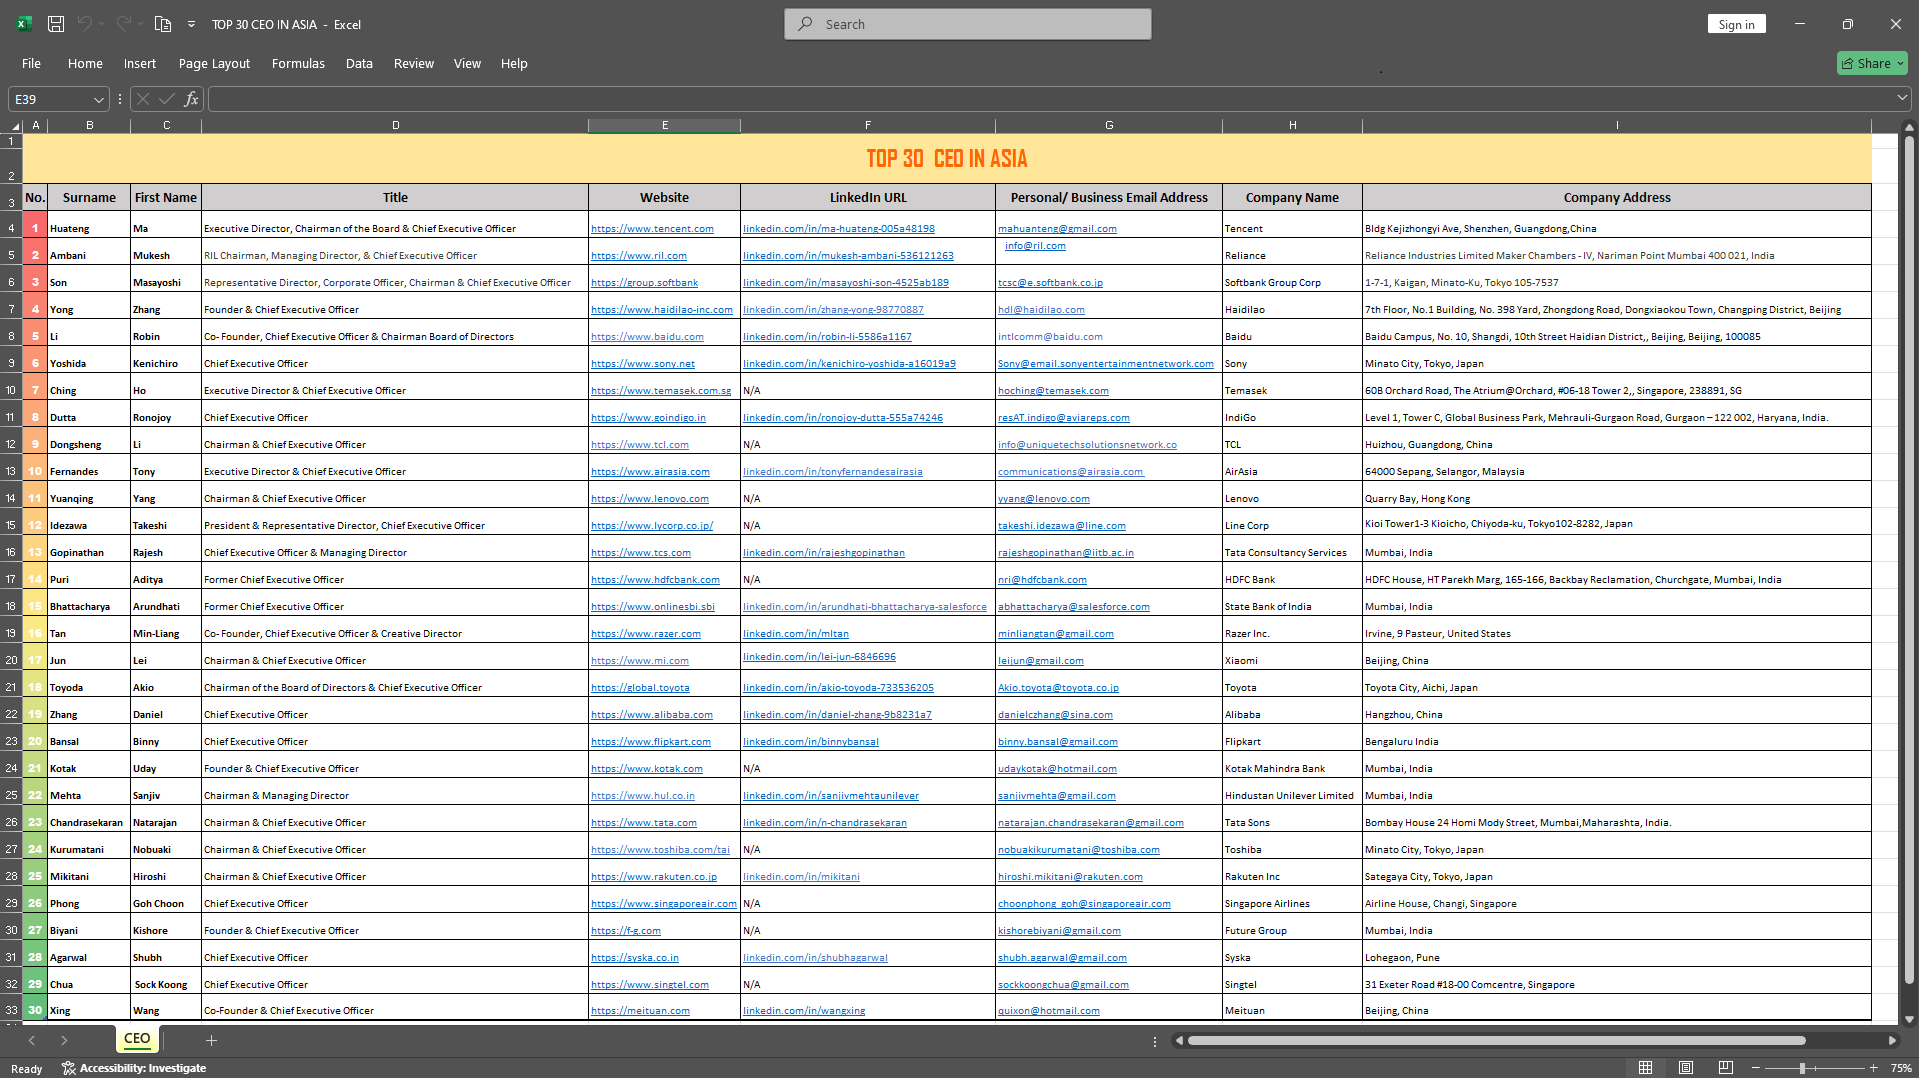 TOP 30 CEO IN ASIA - Excel
Search
Sign in
File Home Insert Page Layout Formulas Data Review View Help
Share
E39
fx
A B C D E F G H I
1
2 TOP 30 CEO IN ASIA
3 No. Surname First Name Title Website LinkedIn URL Personal/ Business Email Address Company Name Company Address
4 1 Huateng Ma Executive Director, Chairman of the Board & Chief Executive Officer https://www.tencent.com linkedin.com/in/ma-huateng-005a48198 mahuanteng@gmail.com Tencent Bldg Kejizhongyi Ave, Shenzhen, Guangdong,China
5 2 Ambani Mukesh RIL Chairman, Managing Director, & Chief Executive Officer https://www.ril.com linkedin.com/in/mukesh-ambani-536121263 info@ril.com Reliance Reliance Industries Limited Maker Chambers - IV, Nariman Point Mumbai 400 021, India
6 3 Son Masayoshi Representative Director, Corporate Officer, Chairman & Chief Executive Officer https://group.softbank linkedin.com/in/masayoshi-son-4525ab189 tcsc@e.softbank.co.jp Softbank Group Corp 1-7-1, Kaigan, Minato-Ku, Tokyo 105-7537
7 4 Yong Zhang Founder & Chief Executive Officer https://www.haidilao-inc.com linkedin.com/in/zhang-yong-98770887 hdl@haidilao.com Haidilao 7th Floor, No.1 Building, No. 398 Yard, Zhongdong Road, Dongxiaokou Town, Changping District, Beijing
8 5 Li Robin Co- Founder, Chief Executive Officer & Chairman Board of Directors https://www.baidu.com linkedin.com/in/robin-li-5586a1167 intlcomm@baidu.com Baidu Baidu Campus, No. 10, Shangdi, 10th Street Haidian District,, Beijing, Beijing, 100085
9 6 Yoshida Kenichiro Chief Executive Officer https://www.sony.net linkedin.com/in/kenichiro-yoshida-a16019a9 Sony@email.sonyentertainmentnetwork.com Sony Minato City, Tokyo, Japan
10 7 Ching Ho Executive Director & Chief Executive Officer https://www.temasek.com.sg N/A hoching@temasek.com Temasek 60B Orchard Road, The Atrium@Orchard, #06-18 Tower 2,, Singapore, 238891, SG
11 8 Dutta Ronojoy Chief Executive Officer https://www.goindigo.in linkedin.com/in/ronojoy-dutta-555a74246 resAT.indigo@aviareps.com IndiGo Level 1, Tower C, Global Business Park, Mehrauli-Gurgaon Road, Gurgaon – 122 002, Haryana, India.
12 9 Dongsheng Li Chairman & Chief Executive Officer https://www.tcl.com N/A info@uniquetechsolutionsnetwork.co TCL Huizhou, Guangdong, China
13 10 Fernandes Tony Executive Director & Chief Executive Officer https://www.airasia.com linkedin.com/in/tonyfernandesairasia communications@airasia.com AirAsia 64000 Sepang, Selangor, Malaysia
14 11 Yuanqing Yang Chairman & Chief Executive Officer https://www.lenovo.com N/A yyang@lenovo.com Lenovo Quarry Bay, Hong Kong
15 12 Idezawa Takeshi President & Representative Director, Chief Executive Officer https://www.lycorp.co.jp/ N/A takeshi.idezawa@line.com Line Corp Kioi Tower1-3 Kioicho, Chiyoda-ku, Tokyo102-8282, Japan
16 13 Gopinathan Rajesh Chief Executive Officer & Managing Director https://www.tcs.com linkedin.com/in/rajeshgopinathan rajeshgopinathan@iitb.ac.in Tata Consultancy Services Mumbai, India
17 14 Puri Aditya Former Chief Executive Officer https://www.hdfcbank.com N/A nri@hdfcbank.com HDFC Bank HDFC House, HT Parekh Marg, 165-166, Backbay Reclamation, Churchgate, Mumbai, India
18 15 Bhattacharya Arundhati Former Chief Executive Officer https://www.onlinesbi.sbi linkedin.com/in/arundhati-bhattacharya-salesforce abhattacharya@salesforce.com State Bank of India Mumbai, India
19 16 Tan Min-Liang Co- Founder, Chief Executive Officer & Creative Director https://www.razer.com linkedin.com/in/mltan minliangtan@gmail.com Razer Inc. Irvine, 9 Pasteur, United States
20 17 Jun Lei Chairman & Chief Executive Officer https://www.mi.com linkedin.com/in/lei-jun-6846696 leijun@gmail.com Xiaomi Beijing, China
21 18 Toyoda Akio Chairman of the Board of Directors & Chief Executive Officer https://global.toyota linkedin.com/in/akio-toyoda-733536205 Akio.toyota@toyota.co.jp Toyota Toyota City, Aichi, Japan
22 19 Zhang Daniel Chief Executive Officer https://www.alibaba.com linkedin.com/in/daniel-zhang-9b8231a7 danielczhang@sina.com Alibaba Hangzhou, China
23 20 Bansal Binny Chief Executive Officer https://www.flipkart.com linkedin.com/in/binnybansal binny.bansal@gmail.com Flipkart Bengaluru India
24 21 Kotak Uday Founder & Chief Executive Officer https://www.kotak.com N/A udaykotak@hotmail.com Kotak Mahindra Bank Mumbai, India
25 22 Mehta Sanjiv Chairman & Managing Director https://www.hul.co.in linkedin.com/in/sanjivmehtaunilever sanjivmehta@gmail.com Hindustan Unilever Limited Mumbai, India
26 23 Chandrasekaran Natarajan Chairman & Chief Executive Officer https://www.tata.com linkedin.com/in/n-chandrasekaran natarajan.chandrasekaran@gmail.com Tata Sons Bombay House 24 Homi Mody Street, Mumbai,Maharashta, India.
27 24 Kurumatani Nobuaki Chairman & Chief Executive Officer https://www.toshiba.com/tai N/A nobuakikurumatani@toshiba.com Toshiba Minato City, Tokyo, Japan
28 25 Mikitani Hiroshi Chairman & Chief Executive Officer https://www.rakuten.co.jp linkedin.com/in/mikitani hiroshi.mikitani@rakuten.com Rakuten Inc Sategaya City, Tokyo, Japan
29 26 Phong Goh Choon Chief Executive Officer https://www.singaporeair.com N/A choonphong_goh@singaporeair.com Singapore Airlines Airline House, Changi, Singapore
30 27 Biyani Kishore Founder & Chief Executive Officer https://f-g.com N/A kishorebiyani@gmail.com Future Group Mumbai, India
31 28 Agarwal Shubh Chief Executive Officer https://syska.co.in linkedin.com/in/shubhagarwal shubh.agarwal@gmail.com Syska Lohegaon, Pune
32 29 Chua Sock Koong Chief Executive Officer https://www.singtel.com N/A sockkoongchua@gmail.com Singtel 31 Exeter Road #18-00 Comcentre, Singapore
33 30 Xing Wang Co-Founder & Chief Executive Officer https://meituan.com linkedin.com/in/wangxing quixon@hotmail.com Meituan Beijing, China
CEO
Ready Accessibility: Investigate 75%